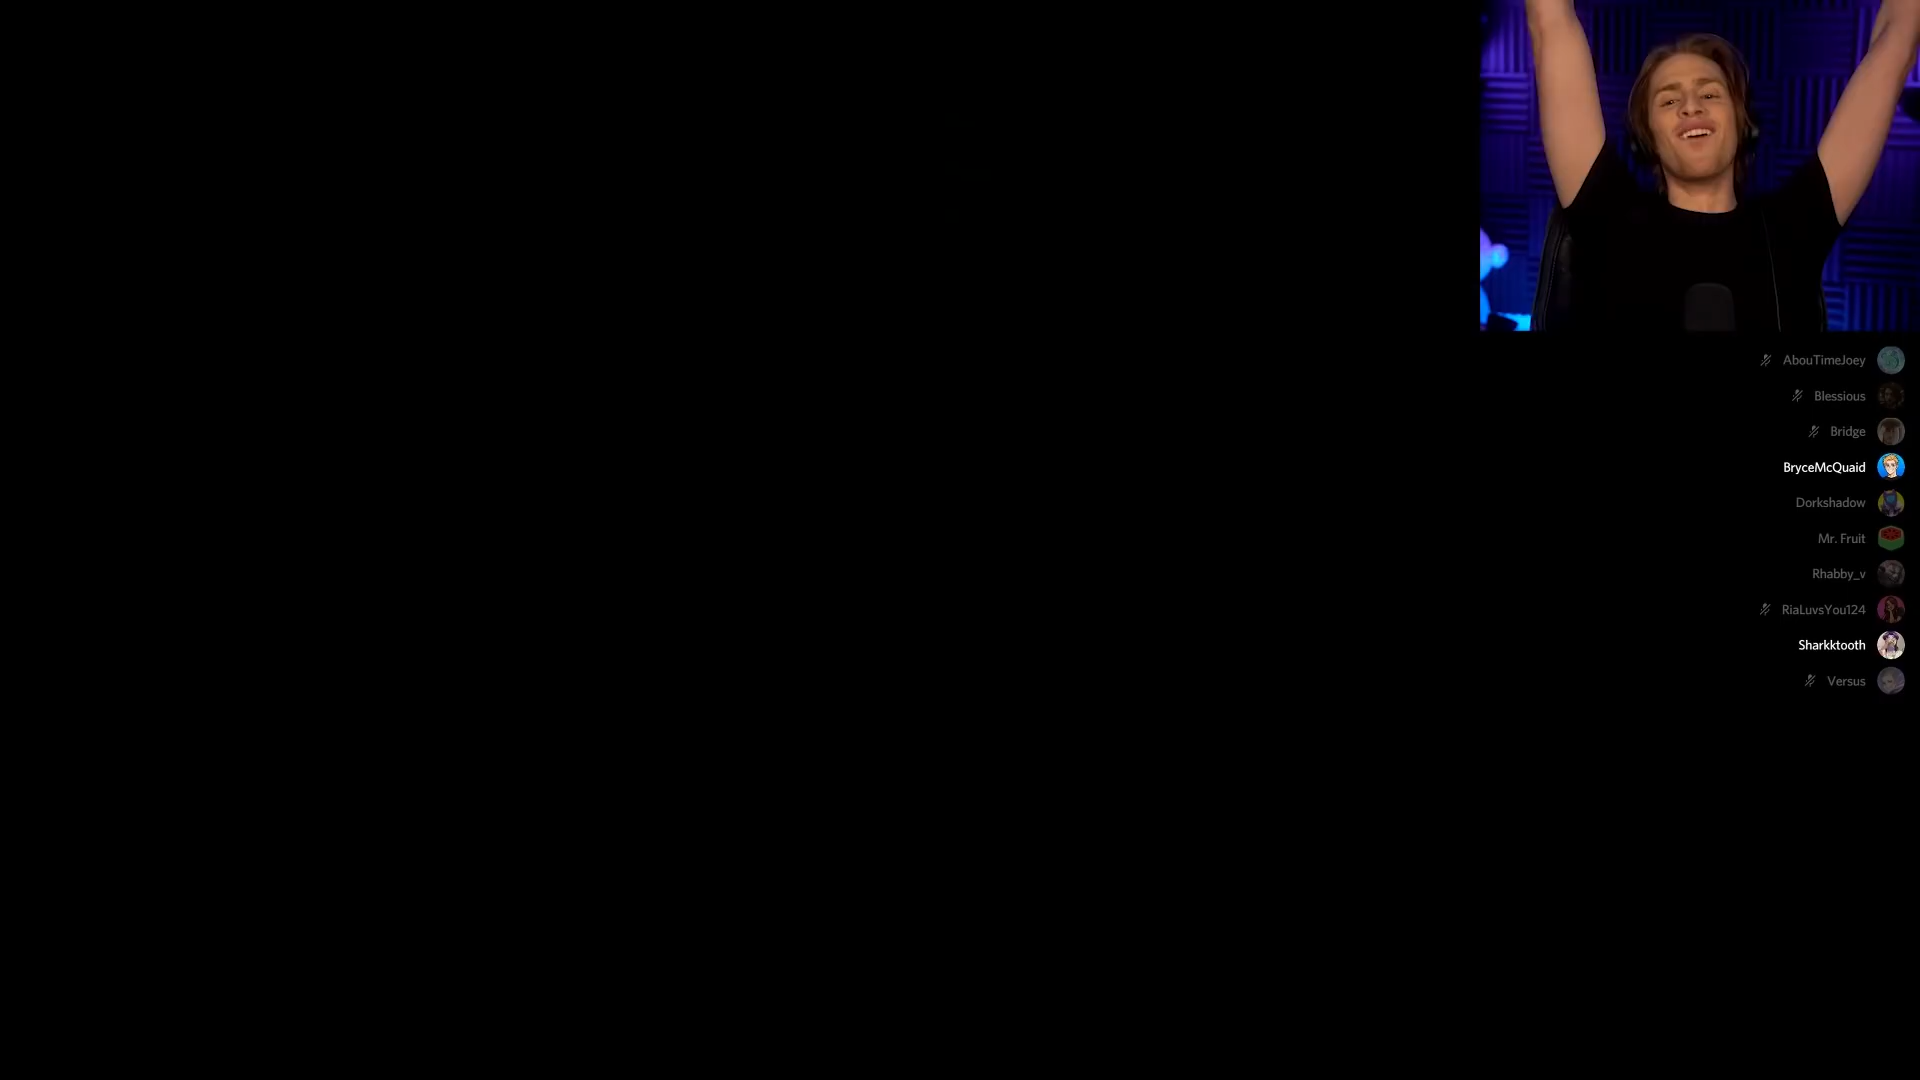 AbouTimeJoey
Blessious
Bridge
BryceMcQuaid
Dorkshadow
Mr. Fruit
Rhabby_v
RiaLuvsYou124
Sharkktooth
Versus